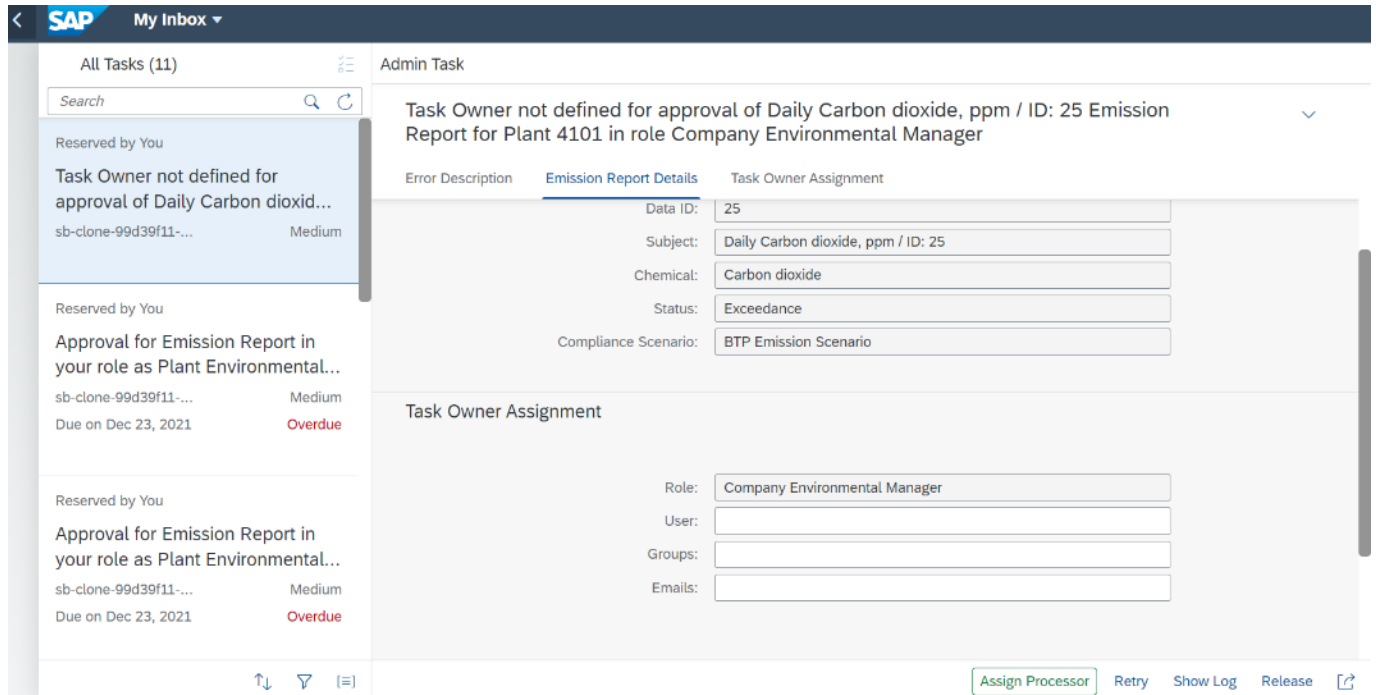 SAP
My Inbox
All Tasks (11)
Search
Reserved by You
Task Owner not defined for
approval of Daily Carbon dioxid...
sb-clone-99d39f11-...
Medium
Reserved by You
Approval for Emission Report in
your role as Plant Environmental...
sb-clone-99d39f11-...
Medium
Due on Dec 23, 2021
Overdue
Reserved by You
Approval for Emission Report in
your role as Plant Environmental...
sb-clone-99d39f11-...
Medium
Due on Dec 23, 2021
Overdue
Admin Task
Task Owner not defined for approval of Daily Carbon dioxide, ppm / ID: 25 Emission
Report for Plant 4101 in role Company Environmental Manager
Error Description
Emission Report Details
Task Owner Assignment
Data ID: 25
Subject: Daily Carbon dioxide, ppm / ID: 25
Chemical: Carbon dioxide
Status: Exceedance
Compliance Scenario: BTP Emission Scenario
Task Owner Assignment
Role: Company Environmental Manager
User:
Groups:
Emails:
Assign Processor
Retry
Show Log
Release